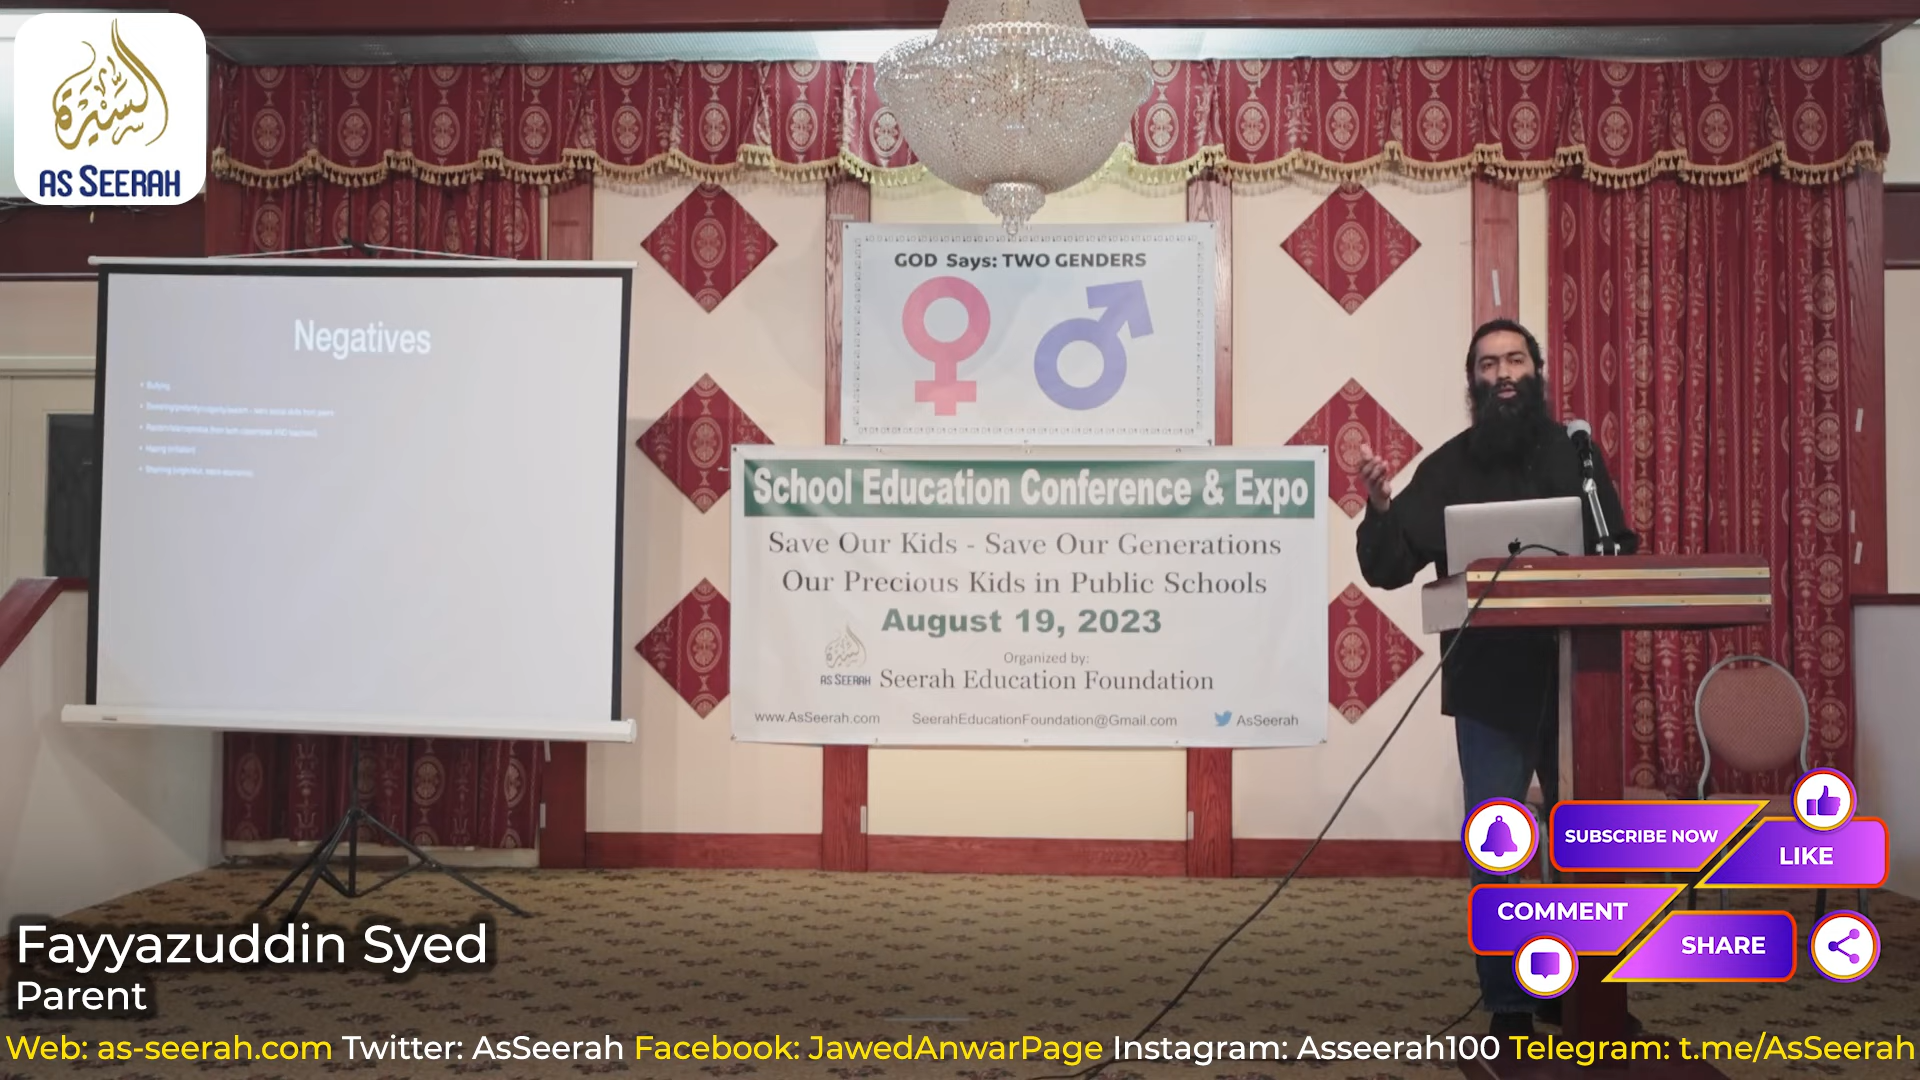 السيرة
AS SEERAH
Negatives
Bullying
GOD Says: TWO GENDERS
School Education Conference & Expo
Save Our Kids - Save Our Generations
Our Precious Kids in Public Schools
August 19, 2023
Organized by:
AS SEERAH Seerah Education Foundation
www.AsSeerah.com SeerahEducationFoundation@Gmail.com AsSeerah
SUBSCRIBE NOW
LIKE
COMMENT
SHARE
Fayyazuddin Syed
Parent
Web: as-seerah.com Twitter: AsSeerah Facebook: JawedAnwarPage Instagram: Asseerah100 Telegram: t.me/AsSeerah